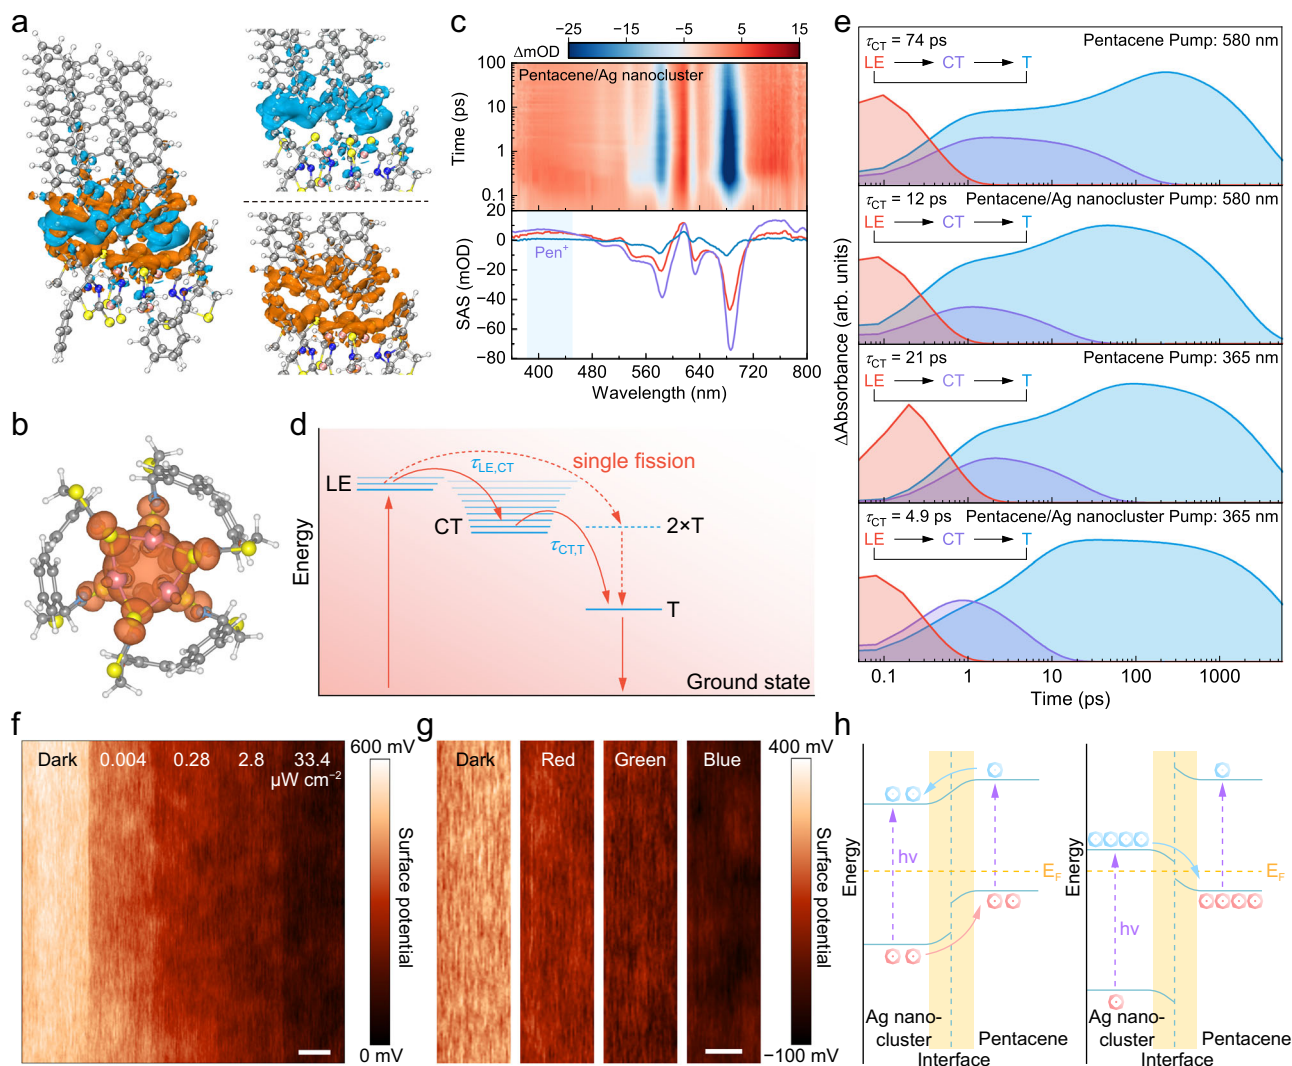 a
b
c
ΔmOD
−25
−15
−5
5
15
Pentacene/Ag nanocluster
100
10
1
0.1
Time (ps)
20
0
−20
−40
−60
−80
SAS (mOD)
Pen+
400
480
560
640
720
800
Wavelength (nm)
d
Energy
LE
τLE,CT
single fission
CT
τCT,T
2×T
T
Ground state
e
τCT = 74 ps
Pentacene Pump: 580 nm
LE CT T
τCT = 12 ps
Pentacene/Ag nanocluster Pump: 580 nm
LE CT T
τCT = 21 ps
Pentacene Pump: 365 nm
LE CT T
τCT = 4.9 ps
Pentacene/Ag nanocluster Pump: 365 nm
LE CT T
ΔAbsorbance (arb. units)
0.1
1
10
100
1000
Time (ps)
f
Dark
0.004
0.28
2.8
33.4
µW cm−2
600 mV
Surface potential
0 mV
g
Dark
Red
Green
Blue
400 mV
Surface potential
−100 mV
h
Energy
hν
EF
Ag nano-
cluster
Pentacene
Interface
Energy
hν
EF
Ag nano-
cluster
Pentacene
Interface